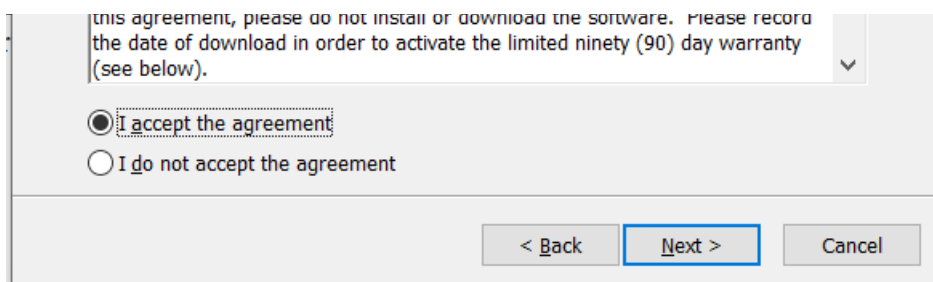 this agreement, please do not install or download the software.  Please record
the date of download in order to activate the limited ninety (90) day warranty
(see below).
I accept the agreement
I do not accept the agreement
< Back
Next >
Cancel